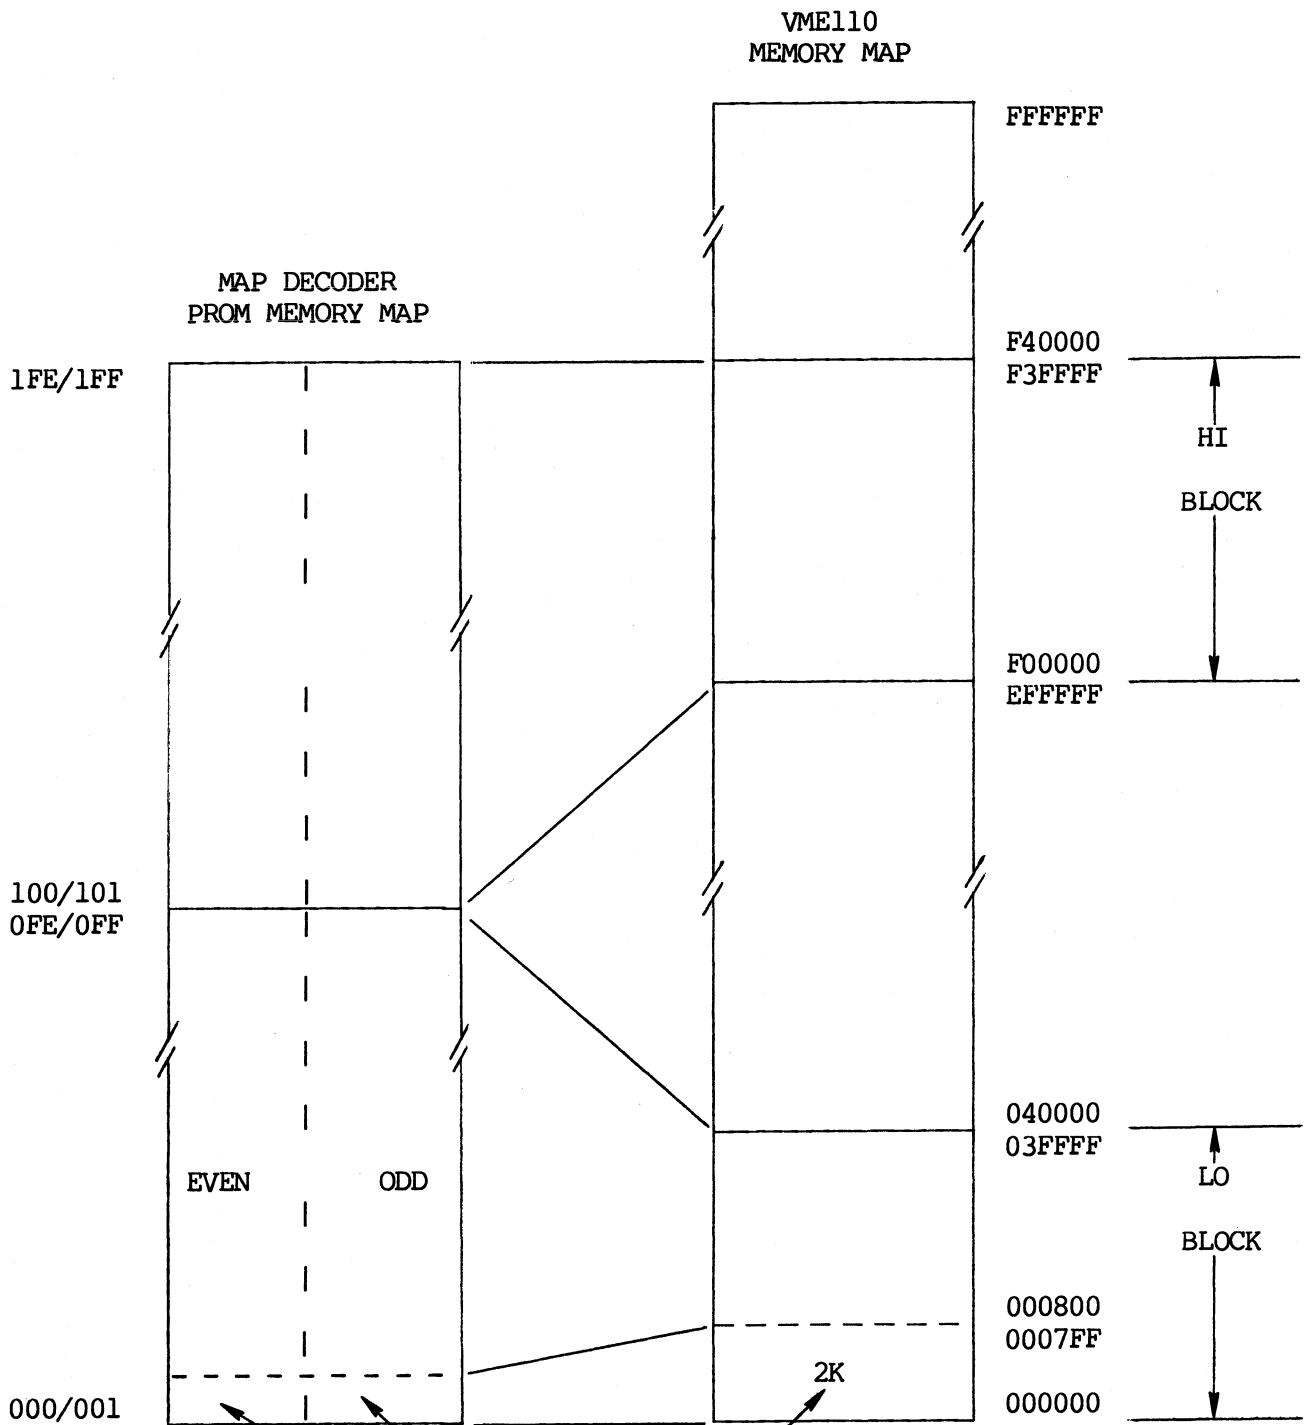 VME110
MEMORY MAP
FFFFFF
MAP DECODER
PROM MEMORY MAP
1FE/1FF
F40000
F3FFFF
HI
BLOCK
F00000
EFFFFF
100/101
0FE/0FF
040000
03FFFF
EVEN
ODD
LO
BLOCK
000800
0007FF
2K
000/001
000000